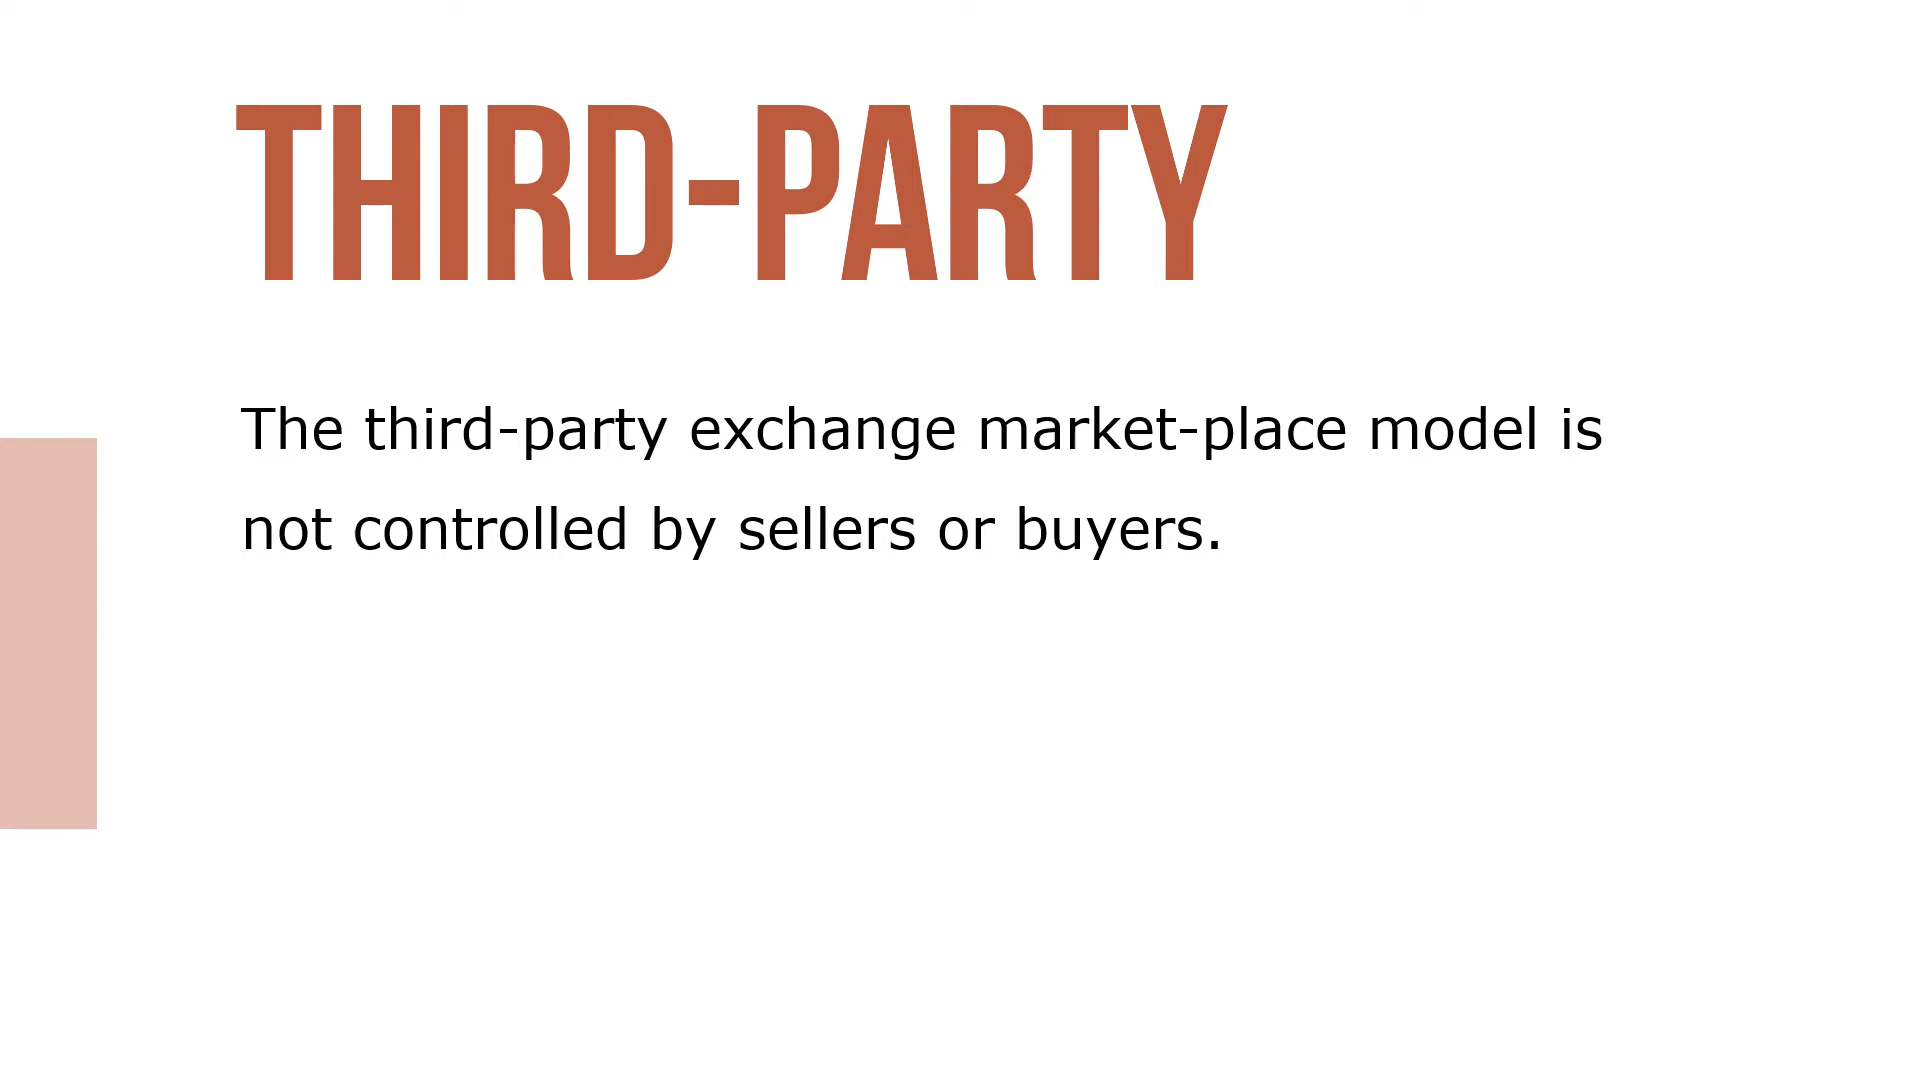 THIRD-PARTY
The third-party exchange market-place model is
not controlled by sellers or buyers.